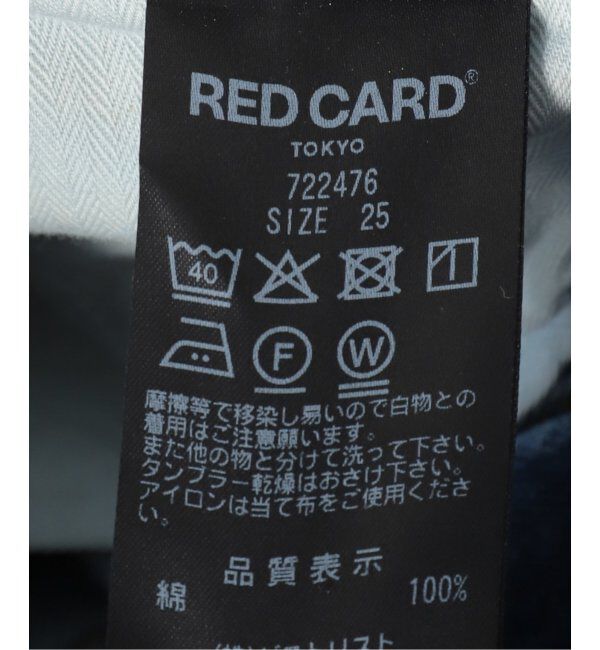 RED CARD®
TOKYO
722476
SIZE 25
40
F W
摩擦等で移染し易いので白物との
着用はご注意願います。
また他の物と分けて洗って下さい。
タンブラー乾燥はおさけ下さい。
アイロンは当て布をご使用くださ
い。
品質表示
綿 100%